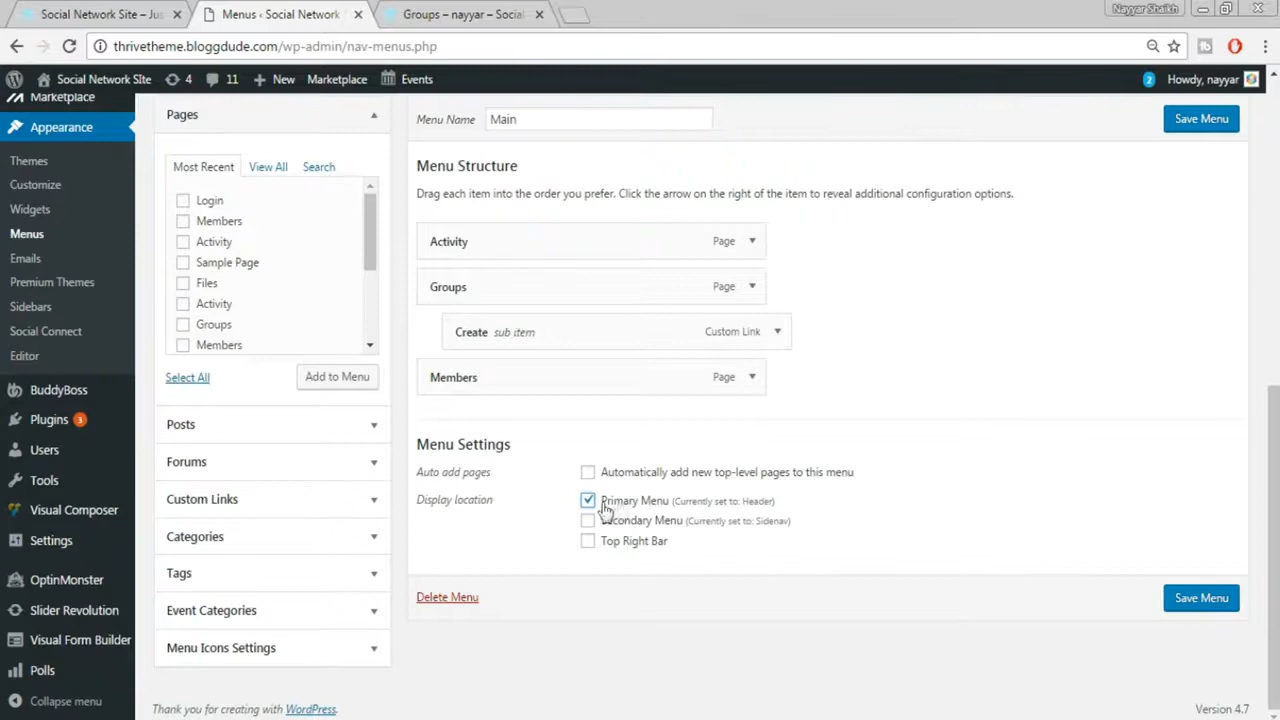 Social Network Site – Jus
Menus ‹ Social Network
Groups – nayyar – Social
Nayyar Shaikh
thrivetheme.bloggdude.com/wp-admin/nav-menus.php
Social Network SIte 4 11 New Marketplace Events 2 Howdy, nayyar
Marketplace
Appearance
Themes
Customize
Widgets
Menus
Emails
Premium Themes
Sidebars
Social Connect
Editor
BuddyBoss
Plugins 3
Users
Tools
Visual Composer
Settings
OptinMonster
Slider Revolution
Visual Form Builder
Polls
Collapse menu
Pages
Most Recent View All Search
Login
Members
Activity
Sample Page
Files
Activity
Groups
Members
Select All Add to Menu
Posts
Forums
Custom Links
Categories
Tags
Event Categories
Menu Icons Settings
Menu Name Main Save Menu
Menu Structure
Drag each item into the order you prefer. Click the arrow on the right of the item to reveal additional configuration options.
Activity Page
Groups Page
Create sub item Custom Link
Members Page
Menu Settings
Auto add pages Automatically add new top-level pages to this menu
Display location Primary Menu (Currently set to: Header)
Secondary Menu (Currently set to: Sidenav)
Top Right Bar
Delete Menu Save Menu
Thank you for creating with WordPress. Version 4.7